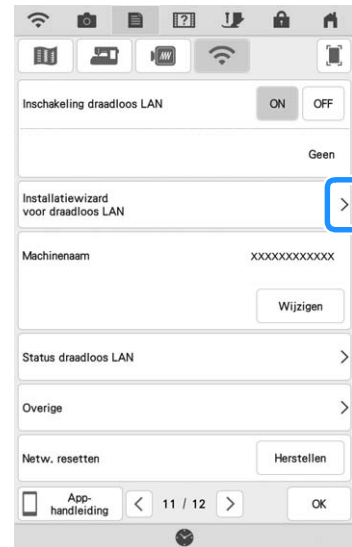 Inschakeling draadloos LAN
ON
OFF
Geen
Installatiewizard
voor draadloos LAN
Machinenaam
xxxxxxxxxxxx
Wijzigen
Status draadloos LAN
Overige
Netw. resetten
Herstellen
App-
handleiding
11 / 12
OK